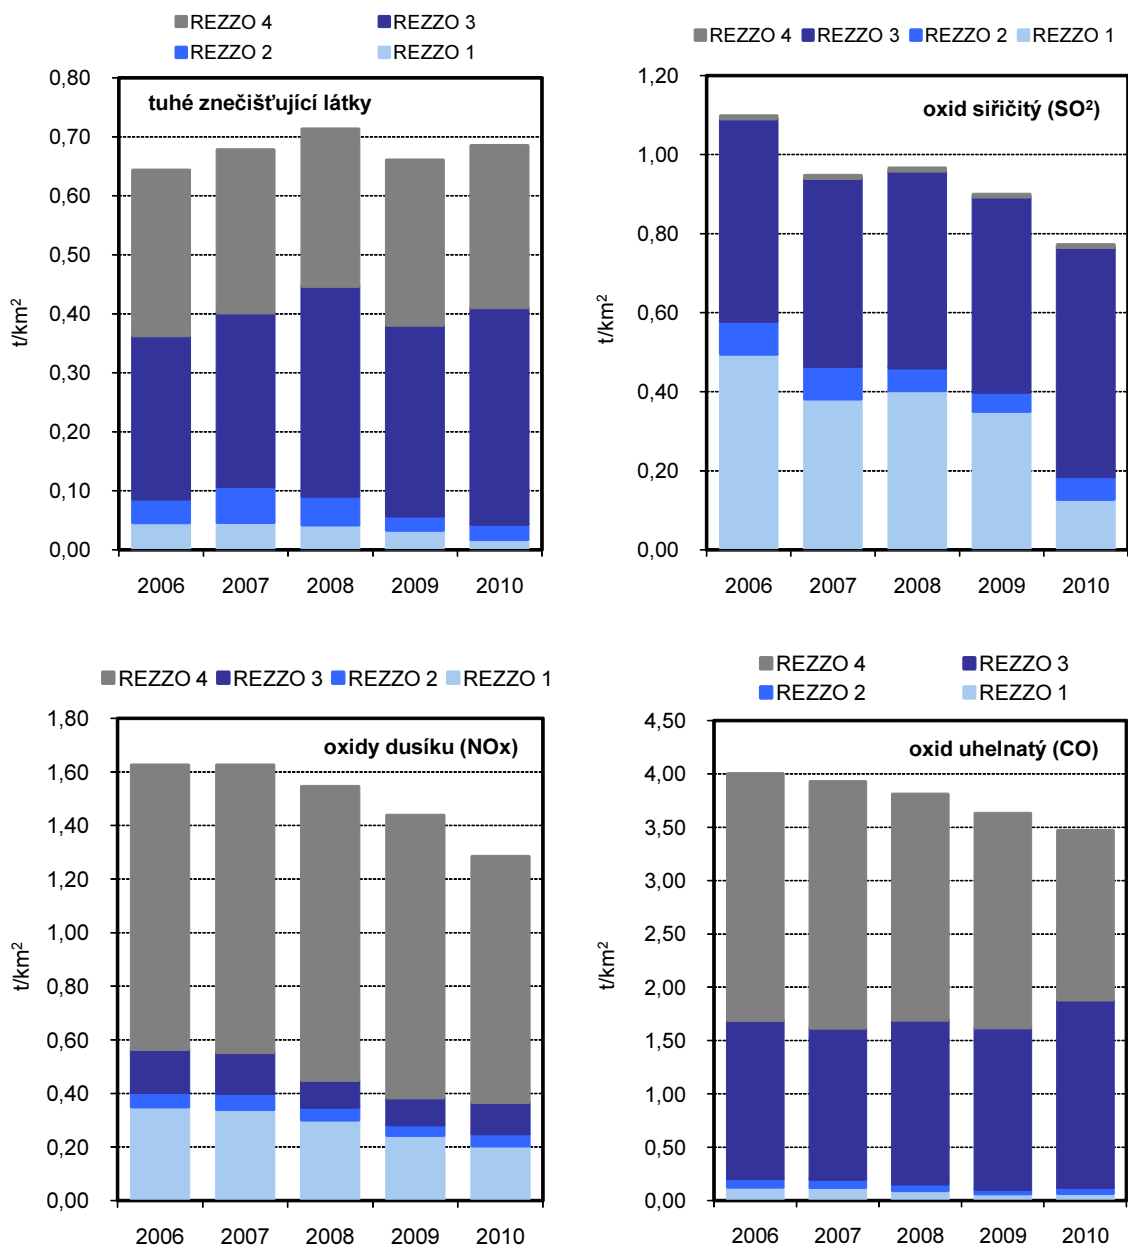 REZZO 4 REZZO 3
REZZO 2 REZZO 1
tuhé znečišťující látky
t/km²
0,80
0,70
0,60
0,50
0,40
0,30
0,20
0,10
0,00
2006 2007 2008 2009 2010
REZZO 4 REZZO 3 REZZO 2 REZZO 1
oxid siřičitý (SO²)
t/km²
1,20
1,00
0,80
0,60
0,40
0,20
0,00
2006 2007 2008 2009 2010
REZZO 4 REZZO 3 REZZO 2 REZZO 1
oxidy dusíku (NOx)
t/km²
1,80
1,60
1,40
1,20
1,00
0,80
0,60
0,40
0,20
0,00
2006 2007 2008 2009 2010
REZZO 4 REZZO 3
REZZO 2 REZZO 1
oxid uhelnatý (CO)
t/km²
4,50
4,00
3,50
3,00
2,50
2,00
1,50
1,00
0,50
0,00
2006 2007 2008 2009 2010